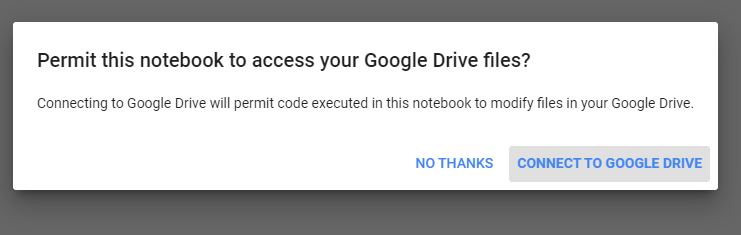 Permit this notebook to access your Google Drive files?
Connecting to Google Drive will permit code executed in this notebook to modify files in your Google Drive.
NO THANKS CONNECT TO GOOGLE DRIVE